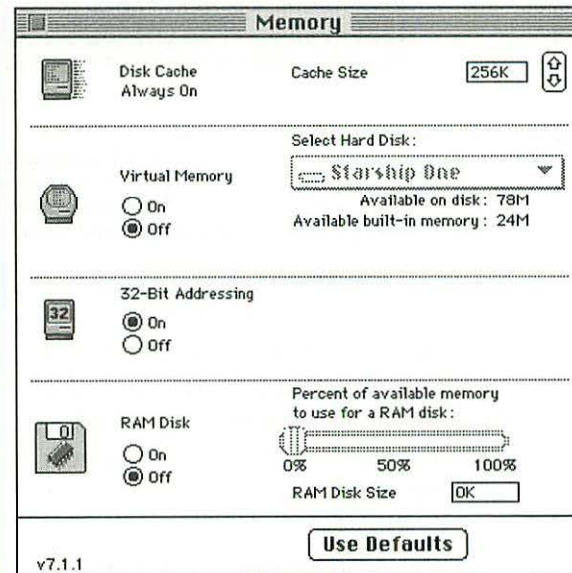 Memory
Disk Cache
Always On
Cache Size
256K
Select Hard Disk:
Starship One
Available on disk: 78M
Available built-in memory: 24M
Virtual Memory
On
Off
32
32-Bit Addressing
On
Off
RAM Disk
On
Off
Percent of available memory
to use for a RAM disk:
0% 50% 100%
RAM Disk Size
0K
Use Defaults
v7.1.1